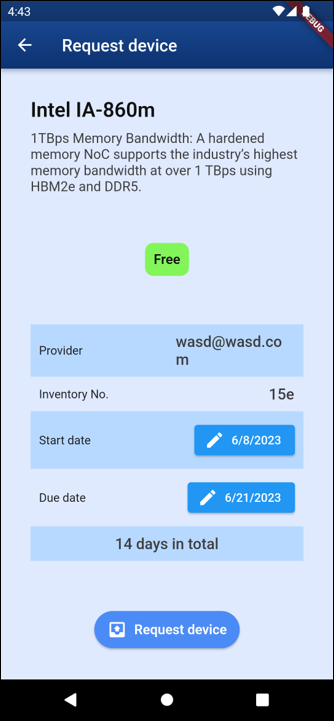 4:43
DEBUG
Request device
Intel IA-860m
1TBps Memory Bandwidth: A hardened
memory NoC supports the industry's highest
memory bandwidth at over 1 TBps using
HBM2e and DDR5.
Free
Provider
wasd@wasd.co
m
Inventory No.
15e
Start date
6/8/2023
Due date
6/21/2023
14 days in total
Request device